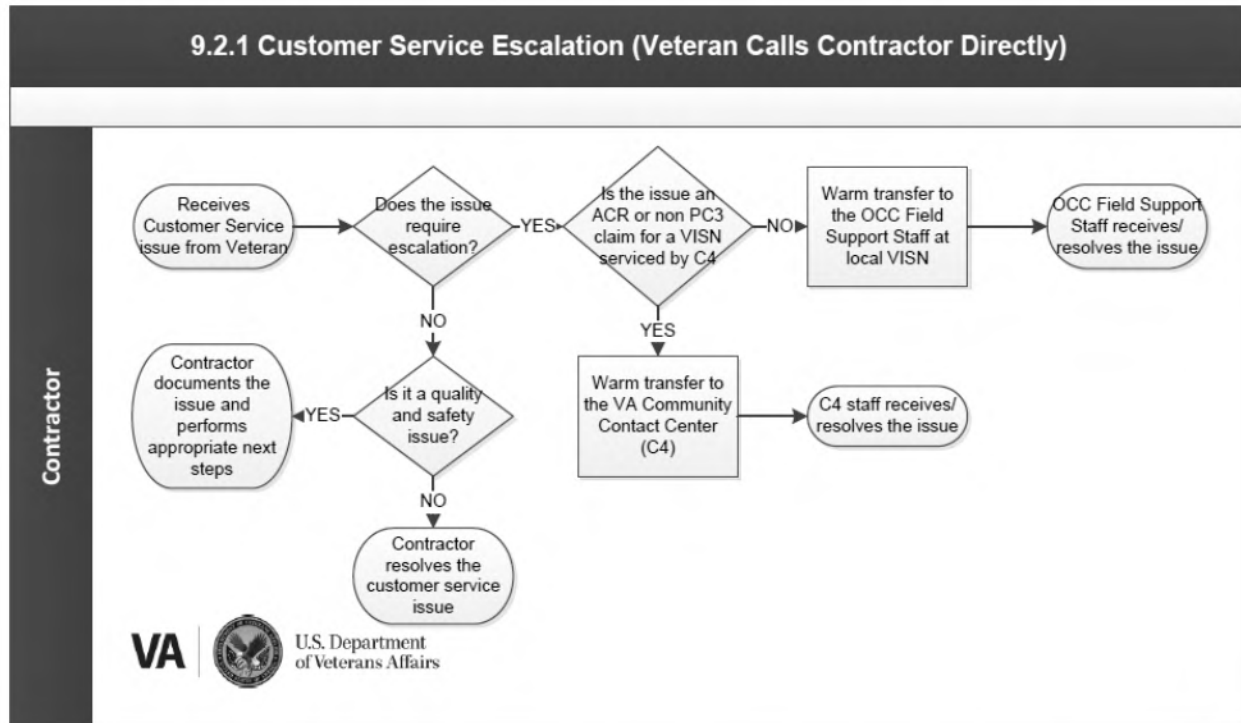 9.2.1 Customer Service Escalation (Veteran Calls Contractor Directly)
Contractor
Receives
Customer Service
issue from Veteran
Does the issue
require
escalation?
YES
Is the issue an
ACR or non PC3
claim for a VISN
serviced by C4
NO
Warm transfer to
the OCC Field
Support Staff at
local VISN
OCC Field Support
Staff receives/
resolves the issue
NO
YES
Contractor
documents the
issue and
performs
appropriate next
steps
YES
Is it a quality
and safety
issue?
Warm transfer to
the VA Community
Contact Center
(C4)
C4 staff receives/
resolves the issue
NO
Contractor
resolves the
customer service
issue
VA
U.S. Department
of Veterans Affairs